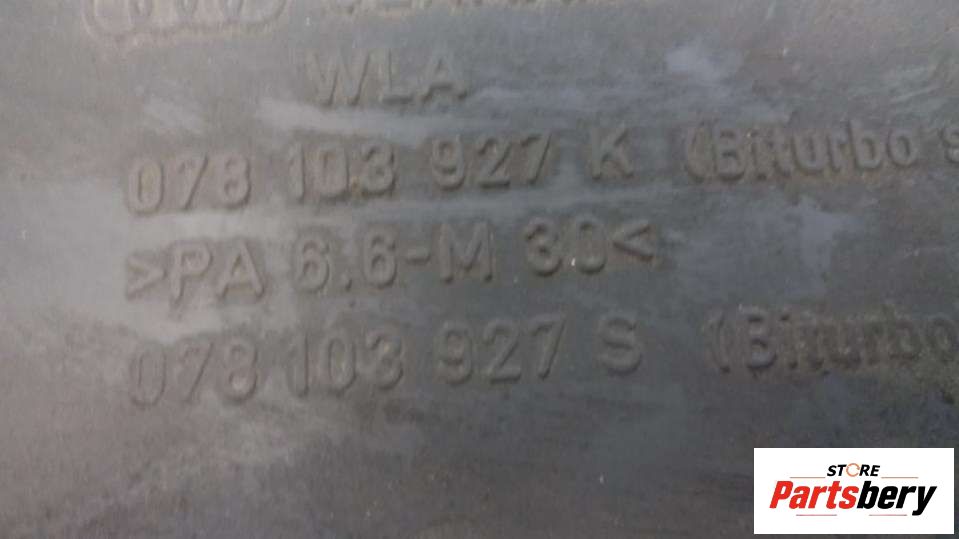 WLA
078 103 927 K (Biturbo
>PA 6.6-M 30<
078 103 927 S (Biturbo
STORE
Partsbery